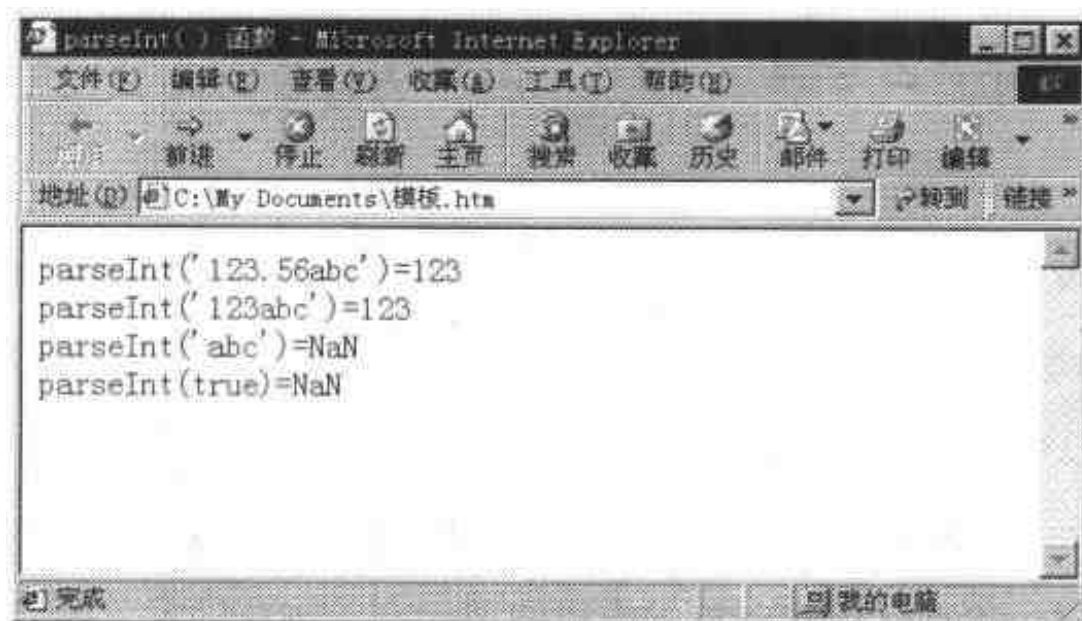 parseInt() 函数 - Microsoft Internet Explorer
文件(F) 编辑(E) 查看(V) 收藏(A) 工具(T) 帮助(H)
前进 停止 刷新 主页 搜索 收藏 历史 邮件 打印 编辑 »
地址(D) C:\My Documents\模板.htm 转到 链接 »
parseInt('123.56abc')=123
parseInt('123abc')=123
parseInt('abc')=NaN
parseInt(true)=NaN
完成 我的电脑